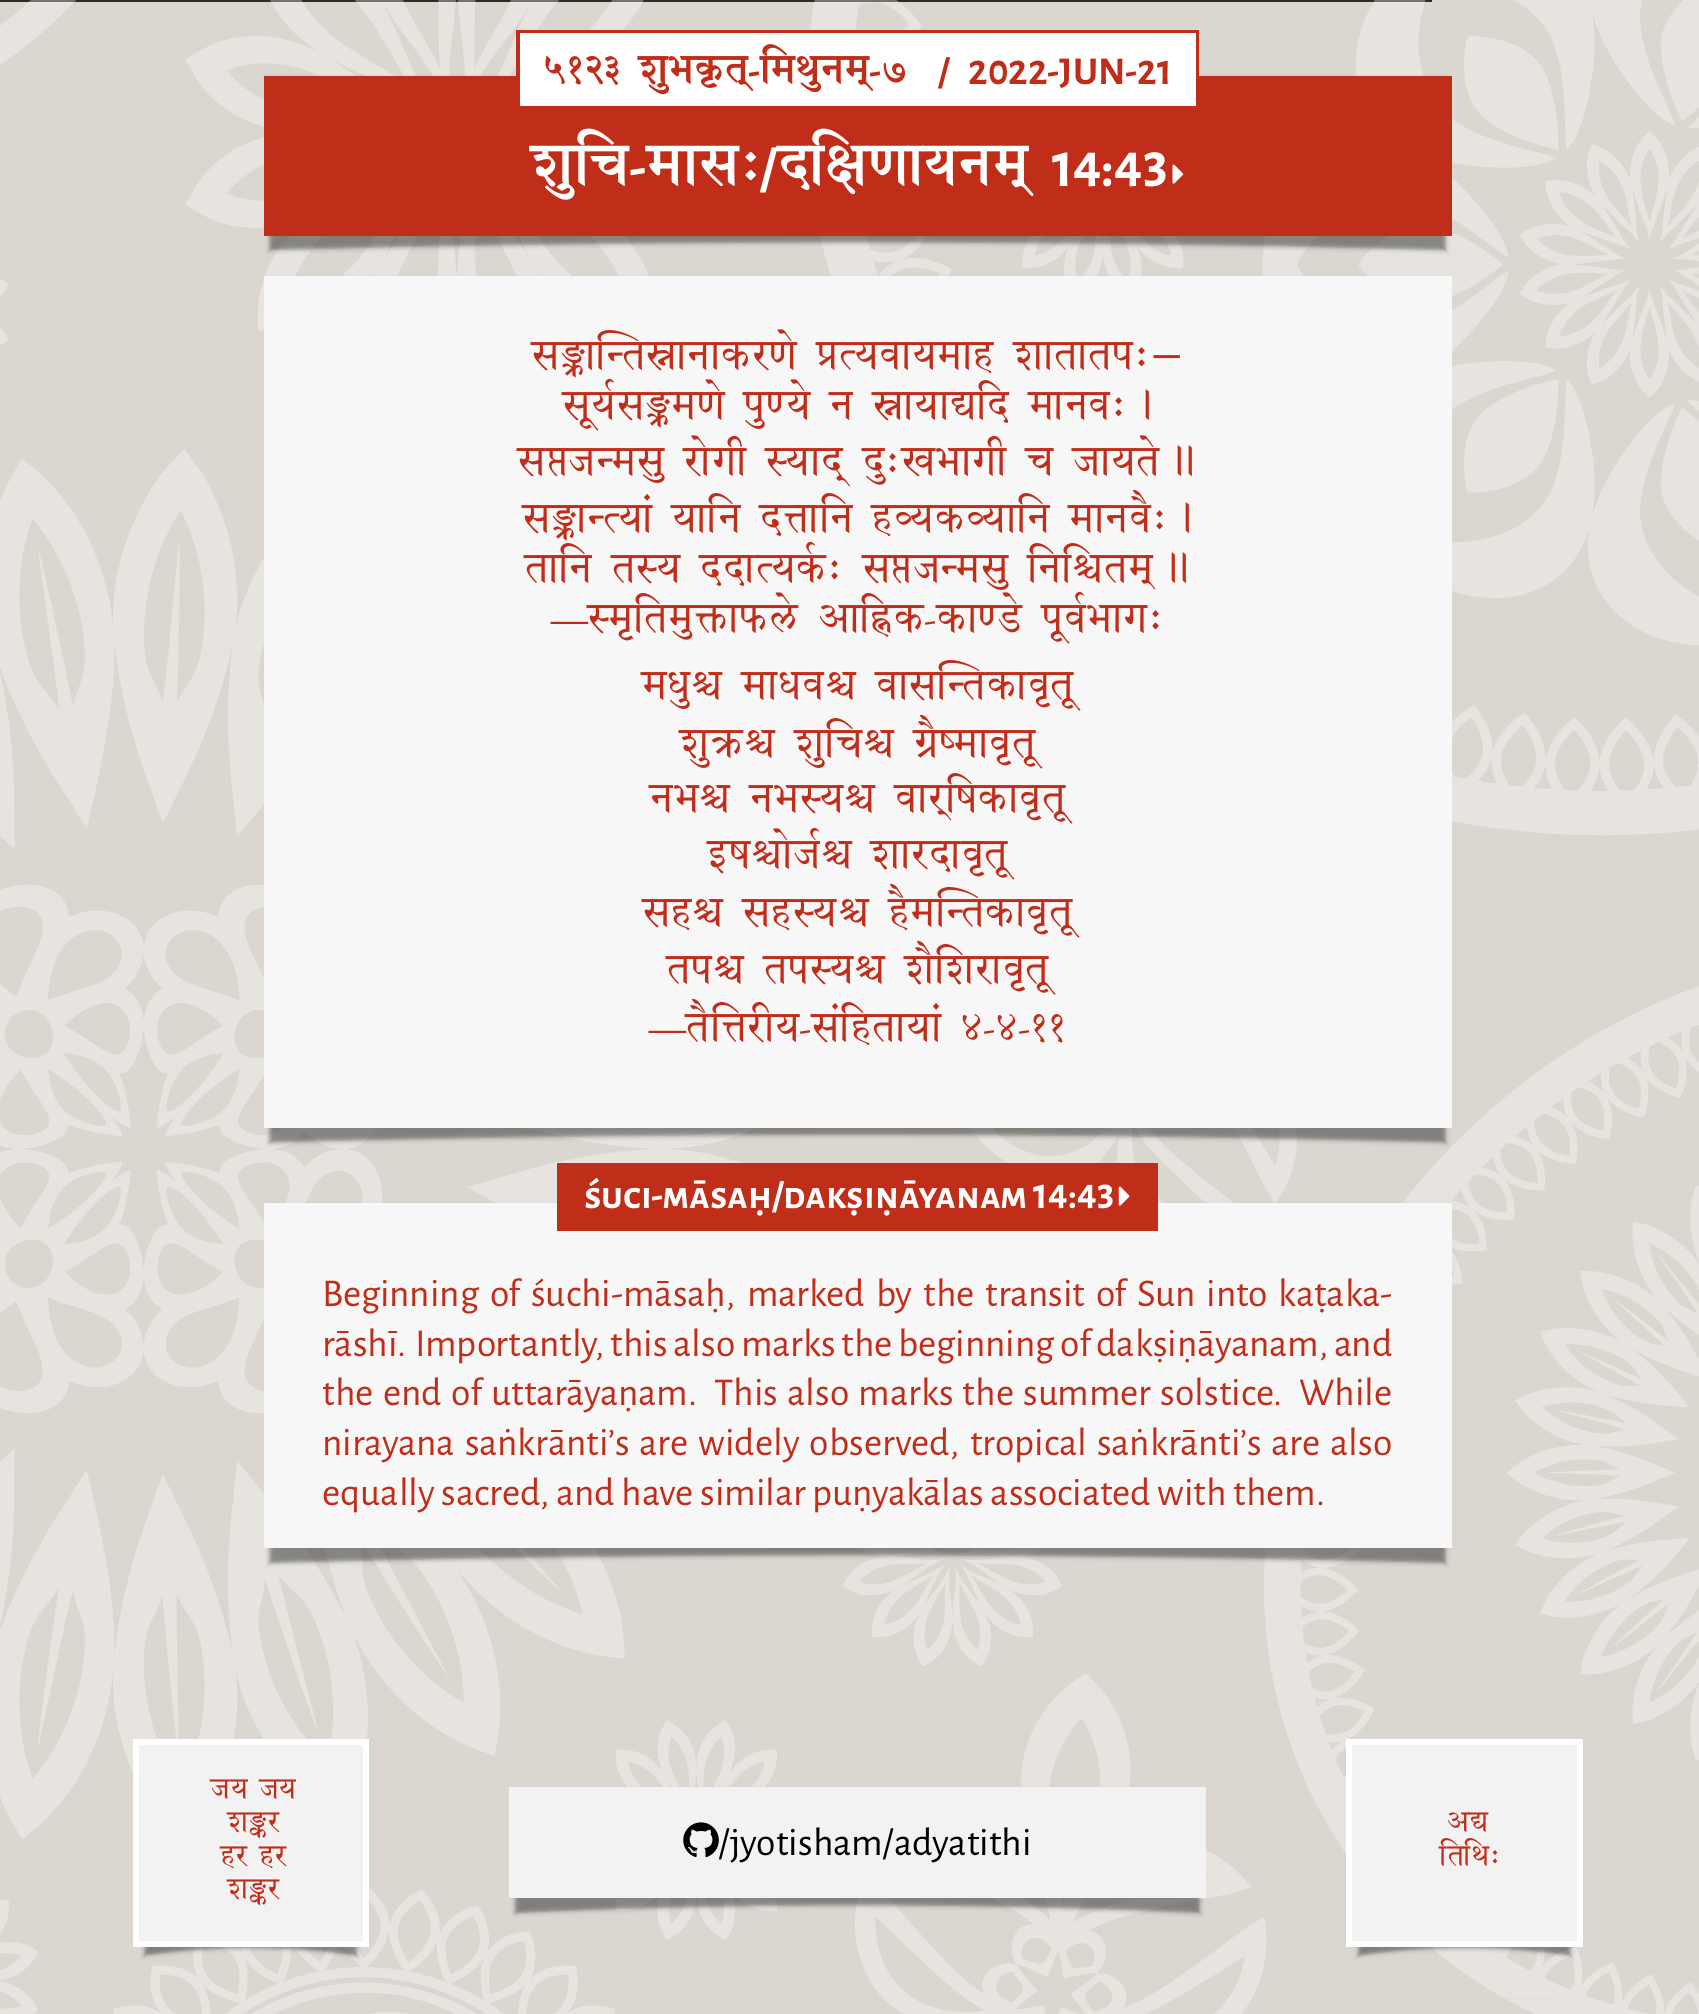 ५१२३ शुभकृत्-मिथुनम्-७ / 2022-JUN-21
शुचि-मासः/दक्षिणायनम् 14:43▸
सङ्क्रान्तिस्नानाकरणे प्रत्यवायमाह शातातपः—
सूर्यसङ्क्रमणे पुण्ये न स्नायाद्यदि मानवः ।
सप्तजन्मसु रोगी स्याद् दुःखभागी च जायते ॥
सङ्क्रान्त्यां यानि दत्तानि हव्यकव्यानि मानवैः ।
तानि तस्य ददात्यर्कः सप्तजन्मसु निश्चितम् ॥
—स्मृतिमुक्ताफले आह्निक-काण्डे पूर्वभागः
मधुश्च माधवश्च वासन्तिकावृतू
शुक्रश्च शुचिश्च ग्रैष्मावृतू
नभश्च नभस्यश्च वार्‌षिकावृतू
इषश्चोर्जश्च शारदावृतू
सहश्च सहस्यश्च हैमन्तिकावृतू
तपश्च तपस्यश्च शैशिरावृतू
—तैत्तिरीय-संहितायां ४-४-११
ŚUCI-MĀSAḤ/DAKṢIṆĀYANAM 14:43▸
Beginning of śuchi-māsaḥ, marked by the transit of Sun into kaṭaka-
rāshī. Importantly, this also marks the beginning of dakṣiṇāyanam, and
the end of uttarāyaṇam. This also marks the summer solstice. While
nirayana saṅkrānti’s are widely observed, tropical saṅkrānti’s are also
equally sacred, and have similar puṇyakālas associated with them.
जय जय
शङ्कर
हर हर
शङ्कर
/jyotisham/adyatithi
अद्य
तिथिः